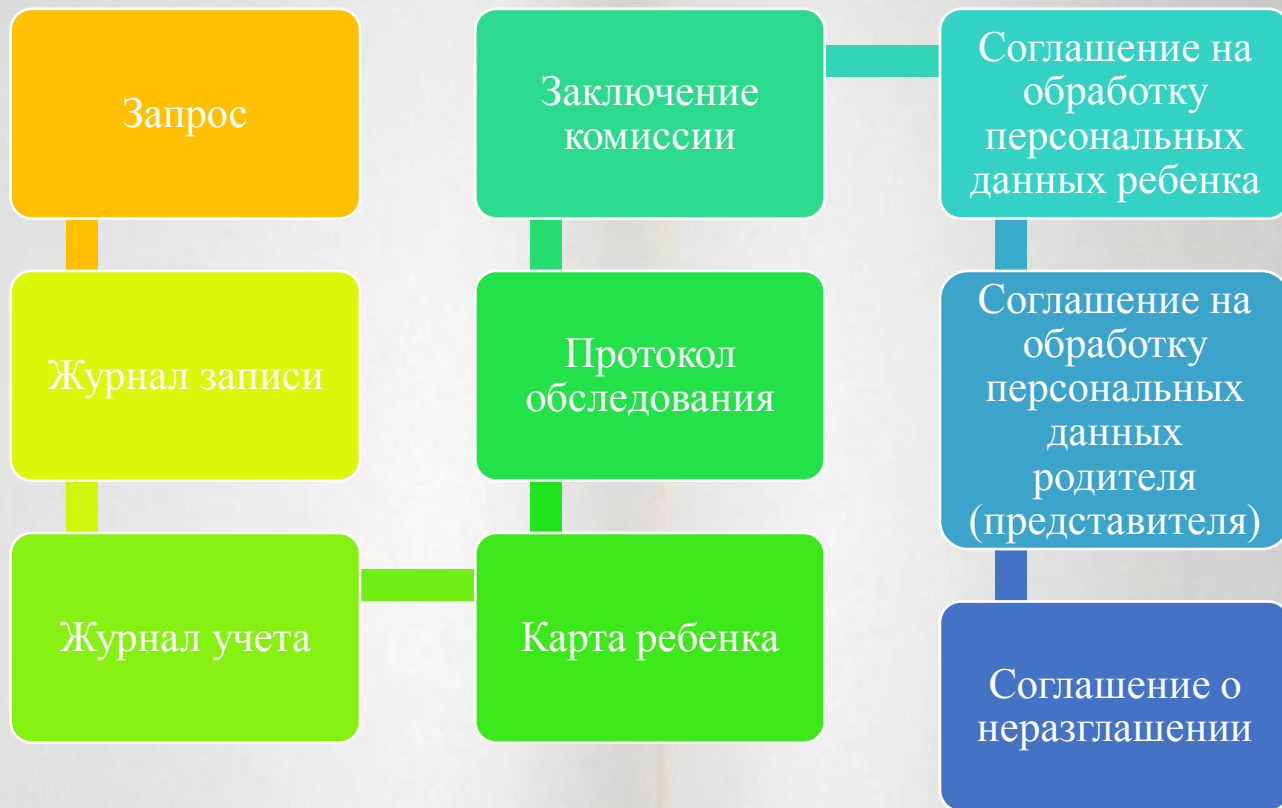 Запрос
Журнал записи
Журнал учета
Карта ребенка
Протокол
обследования
Заключение
комиссии
Соглашение на
обработку
персональных
данных ребенка
Соглашение на
обработку
персональных
данных
родителя
(представителя)
Соглашение о
неразглашении